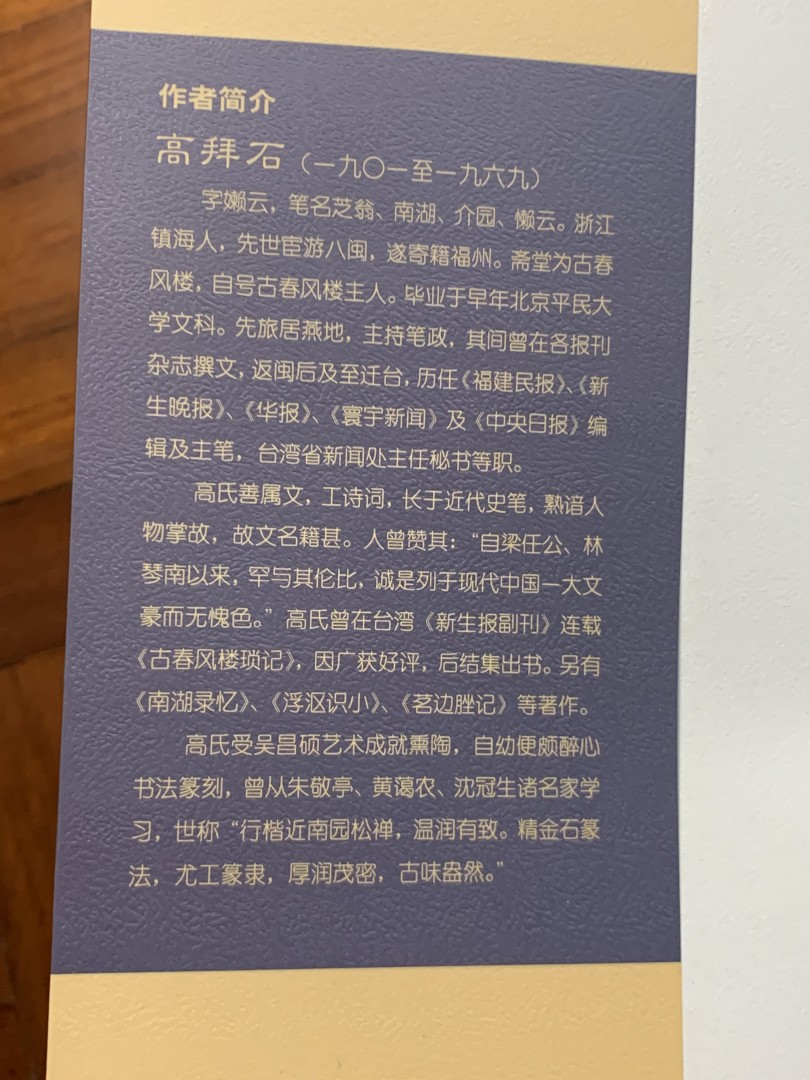 作者简介
高拜石（一九〇一至一九六九）
字嬾云，笔名芝翁、南湖、介园、懒云。浙江
镇海人，先世宦游八闽，遂寄籍福州。斋堂为古春
风楼，自号古春风楼主人。毕业于早年北京平民大
学文科。先旅居燕地，主持笔政，其间曾在各报刊
杂志撰文，返闽后及至迁台，历任《福建民报》、《新
生晚报》、《华报》、《寰宇新闻》及《中央日报》编
辑及主笔，台湾省新闻处主任秘书等职。
高氏善属文，工诗词，长于近代史笔，熟谙人
物掌故，故文名籍甚。人曾赞其：“自梁任公、林
琴南以来，罕与其伦比，诚是列于现代中国一大文
豪而无愧色。”高氏曾在台湾《新生报副刊》连载
《古春风楼琐记》，因广获好评，后结集出书。另有
《南湖录忆》、《浮沤识小》、《茗边脞记》等著作。
高氏受吴昌硕艺术成就熏陶，自幼便颇醉心
书法篆刻，曾从朱敬亭、黄蔼农、沈冠生诸名家学
习，世称“行楷近南园松禅，温润有致。精金石篆
法，尤工篆隶，厚润茂密，古味盎然。”